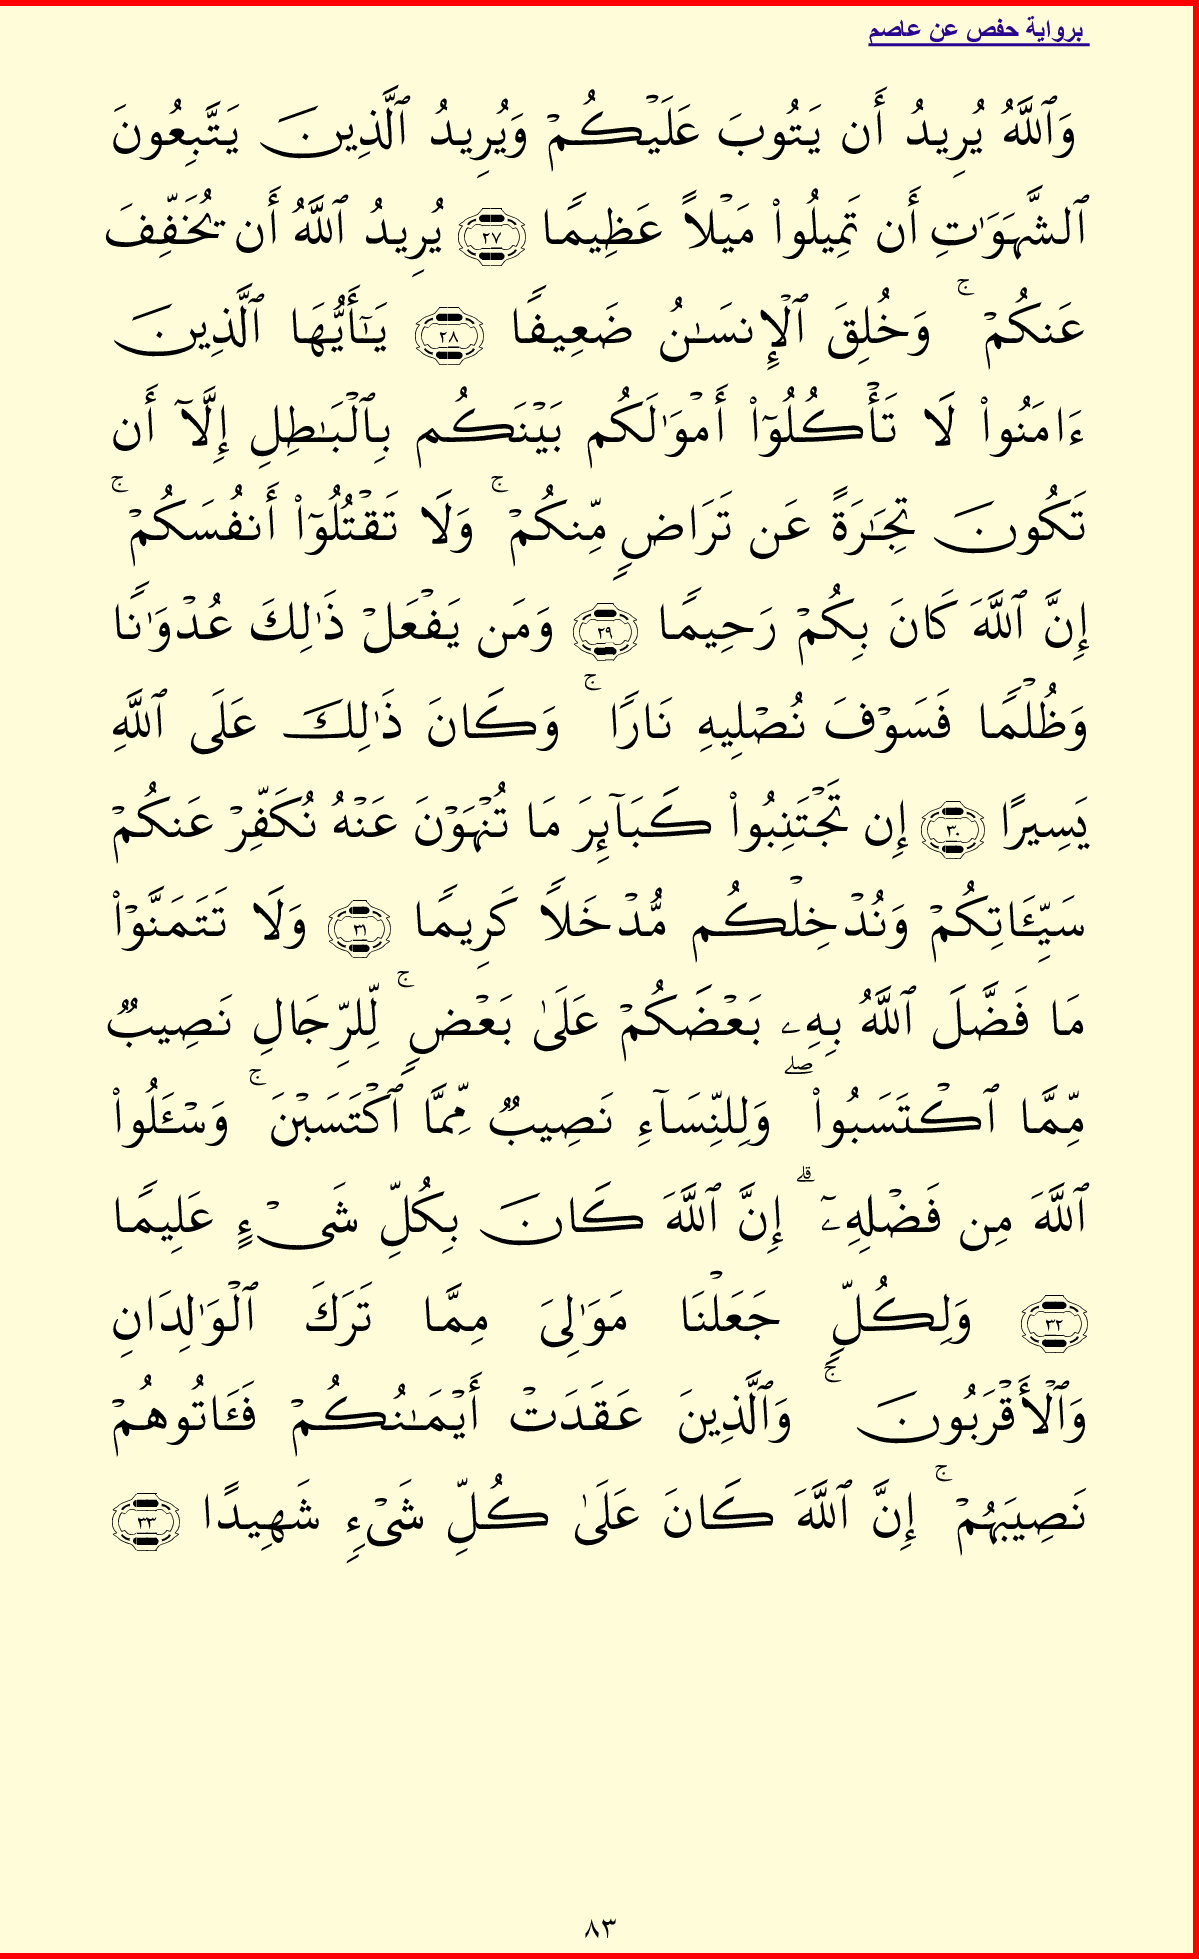 برواية حفص عن عاصم
وَٱللَّهُ يُرِيدُ أَن يَتُوبَ عَلَيۡكُمۡ وَيُرِيدُ ٱلَّذِينَ يَتَّبِعُونَ
ٱلشَّهَوَٰتِ أَن تَمِيلُواْ مَيۡلًا عَظِيمًا ٢٧ يُرِيدُ ٱللَّهُ أَن يُخَفِّفَ
عَنكُمۡۚ وَخُلِقَ ٱلۡإِنسَـٰنُ ضَعِيفًا ٢٨ يَـٰٓأَيُّهَا ٱلَّذِينَ
ءَامَنُواْ لَا تَأۡكُلُوٓاْ أَمۡوَٰلَكُم بَيۡنَكُم بِٱلۡبَـٰطِلِ إِلَّآ أَن
تَكُونَ تِجَـٰرَةً عَن تَرَاضٍ مِّنكُمۡۚ وَلَا تَقۡتُلُوٓاْ أَنفُسَكُمۡۚ
إِنَّ ٱللَّهَ كَانَ بِكُمۡ رَحِيمًا ٢٩ وَمَن يَفۡعَلۡ ذَٰلِكَ عُدۡوَٰنًا
وَظُلۡمًا فَسَوۡفَ نُصۡلِيهِ نَارًاۚ وَكَانَ ذَٰلِكَ عَلَى ٱللَّهِ
يَسِيرًا ٣٠ إِن تَجۡتَنِبُواْ كَبَآئِرَ مَا تُنۡهَوۡنَ عَنۡهُ نُكَفِّرۡ عَنكُمۡ
سَيِّـَٔاتِكُمۡ وَنُدۡخِلۡكُم مُّدۡخَلًا كَرِيمًا ٣١ وَلَا تَتَمَنَّوۡاْ
مَا فَضَّلَ ٱللَّهُ بِهِۦ بَعۡضَكُمۡ عَلَىٰ بَعۡضٍۚ لِّلرِّجَالِ نَصِيبٌ
مِّمَّا ٱكۡتَسَبُواْۖ وَلِلنِّسَآءِ نَصِيبٌ مِّمَّا ٱكۡتَسَبۡنَۚ وَسۡـَٔلُواْ
ٱللَّهَ مِن فَضۡلِهِۦٓۗ إِنَّ ٱللَّهَ كَانَ بِكُلِّ شَىۡءٍ عَلِيمًا
٣٢ وَلِكُلٍّ جَعَلۡنَا مَوَٰلِىَ مِمَّا تَرَكَ ٱلۡوَٰلِدَانِ
وَٱلۡأَقۡرَبُونَۚ وَٱلَّذِينَ عَقَدَتۡ أَيۡمَـٰنُكُمۡ فَـَٔاتُوهُمۡ
نَصِيبَهُمۡۚ إِنَّ ٱللَّهَ كَانَ عَلَىٰ كُلِّ شَىۡءٍ شَهِيدًا ٣٣
٨٣